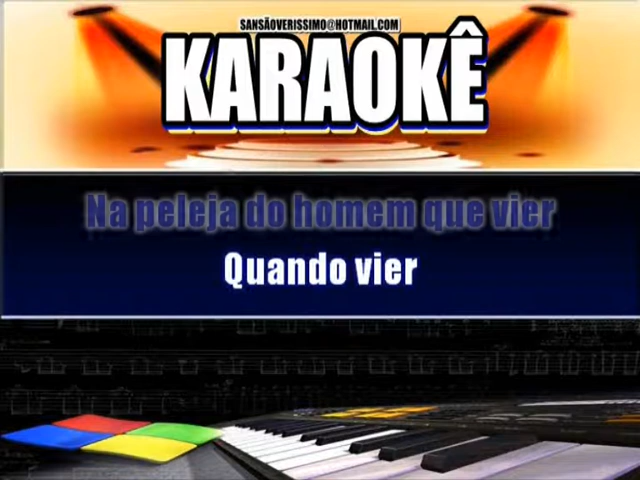 SANSÃOVERISSIMO@HOTMAIL.COM
KARAOKÊ
Na peleja do homem que vier
Quando vier